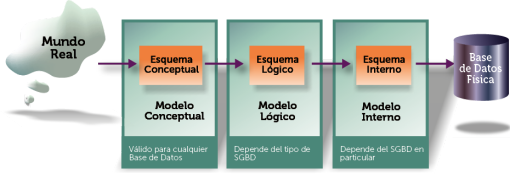 Mundo
Real
Esquema
Conceptual
Modelo
Conceptual
Válido para cualquier
Base de Datos
Esquema
Lógico
Modelo
Lógico
Depende del tipo de
SGBD
Esquema
Interno
Modelo
Interno
Depende del SGBD en
particular
Base
de Datos
Física